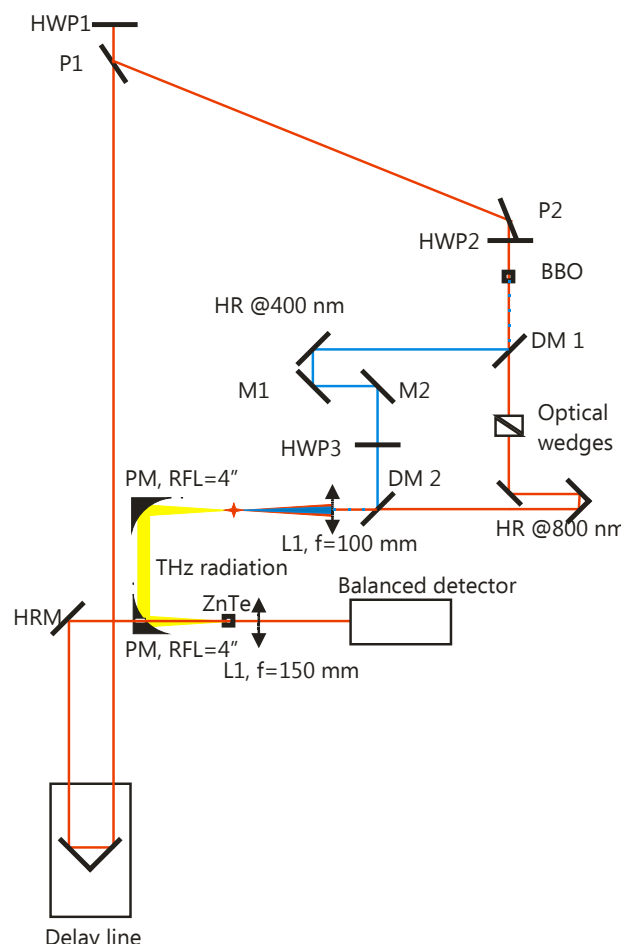 HWP1
P1
P2
HWP2
BBO
HR @400 nm
DM 1
M1
M2
Optical
wedges
HWP3
PM, RFL=4"
DM 2
HR @800 nm
L1, f=100 mm
THz radiation
ZnTe
Balanced detector
HRM
PM, RFL=4"
L1, f=150 mm
Delay line